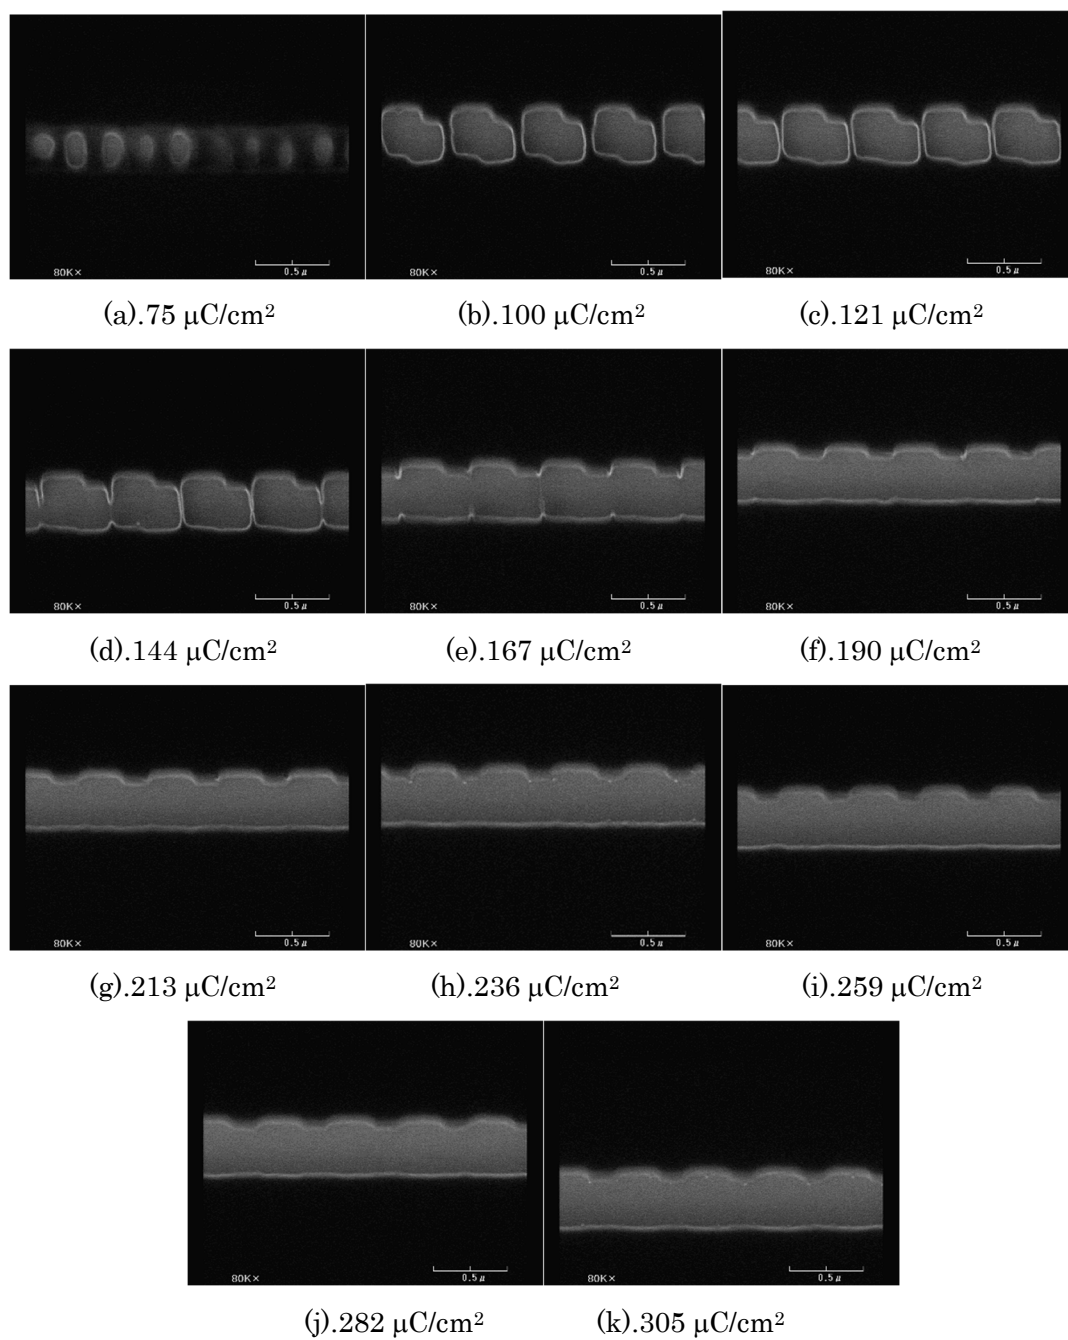 80K× 0.5 μ 80K× 0.5 μ 80K× 0.5 μ
(a).75 μC/cm² (b).100 μC/cm² (c).121 μC/cm²
80K× 0.5 μ 80K× 0.5 μ 80K× 0.5 μ
(d).144 μC/cm² (e).167 μC/cm² (f).190 μC/cm²
80K× 0.5 μ 80K× 0.5 μ 80K× 0.5 μ
(g).213 μC/cm² (h).236 μC/cm² (i).259 μC/cm²
80K× 0.5 μ 80K× 0.5 μ
(j).282 μC/cm² (k).305 μC/cm²